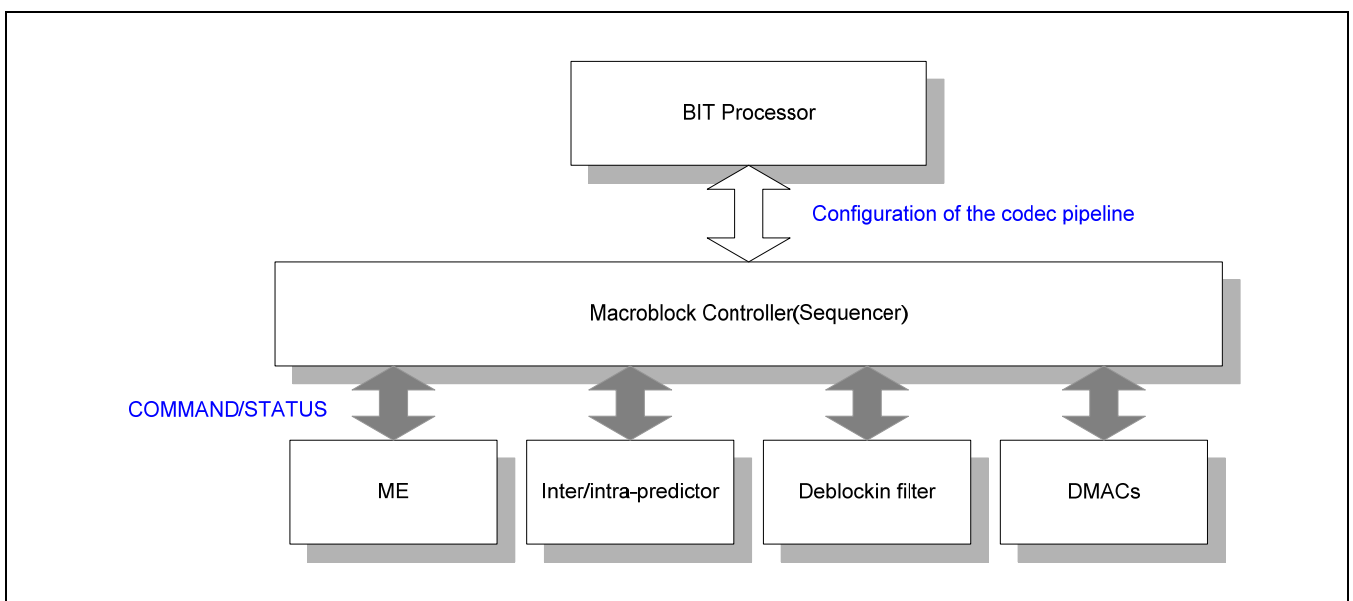 BIT Processor
Configuration of the codec pipeline
Macroblock Controller(Sequencer)
COMMAND/STATUS
ME
Inter/intra-predictor
Deblockin filter
DMACs